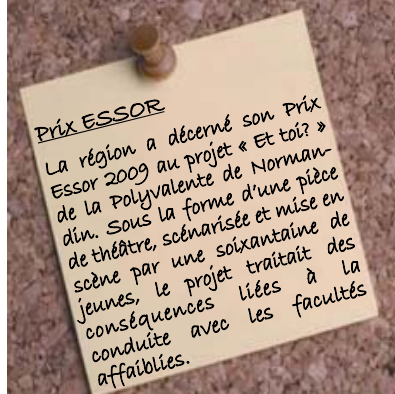 Prix ESSOR
La région a décerné son Prix
Essor 2009 au projet « Et toi? »
de la Polyvalente de Norman-
din. Sous la forme d'une pièce
de théâtre, scénarisée et mise en
scène par une soixantaine de
jeunes, le projet traitait des
conséquences liées à la
conduite avec les facultés
affaiblies.